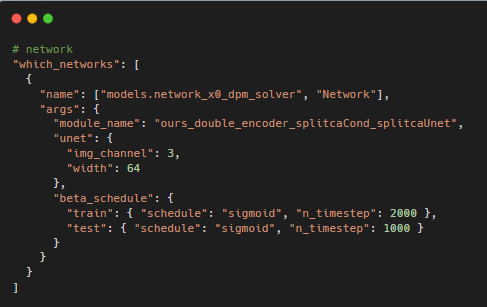 # network
"which_networks": [
  {
    "name": ["models.network_x0_dpm_solver", "Network"],
    "args": {
      "module_name": "ours_double_encoder_splitcaCond_splitcaUnet",
      "unet": {
        "img_channel": 3,
        "width": 64
      },
      "beta_schedule": {
        "train": { "schedule": "sigmoid", "n_timestep": 2000 },
        "test": { "schedule": "sigmoid", "n_timestep": 1000 }
      }
    }
  }
]